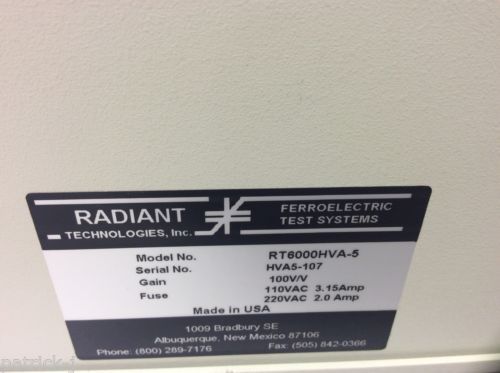 RADIANT
TECHNOLOGIES, Inc.
FERROELECTRIC
TEST SYSTEMS
Model No. RT6000HVA-5
Serial No. HVA5-107
Gain 100V/V
Fuse 110VAC 3.15Amp
220VAC 2.0 Amp
Made in USA
1009 Bradbury SE
Albuquerque, New Mexico 87106
Phone: (800) 289-7176 Fax: (505) 842-0366